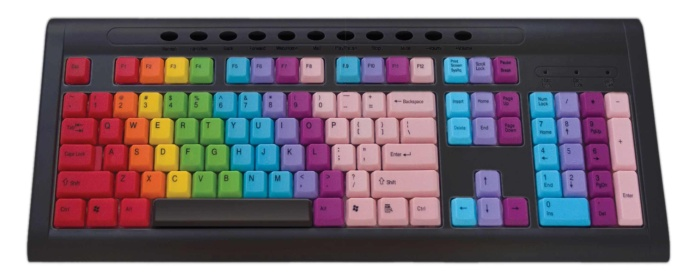 Esc F1 F2 F3 F4 F5 F6 F7 F8 F9 F10 F11 F12 Print Screen SysRq Scroll Lock Pause Break
! 1 @ 2 # 3 $ 4 % 5 ^ 6 & 7 * 8 ( 9 ) 0 - + = ← Backspace Insert Home Page Up Num Lock / * -
Tab Q W E R T Y U I O P { [ } ] | \ Delete End Page Down 7 Home 8 ↑ 9 PgUp +
Caps Lock A S D F G H J K L : ; " ' Enter ↵ 4 ← 5 6 →
⇧ Shift Z X C V B N M < , > . ? / ⇧ Shift ↑ 1 End 2 ↓ 3 PgDn Enter
Ctrl Alt Alt Ctrl ← ↓ → 0 Ins Del